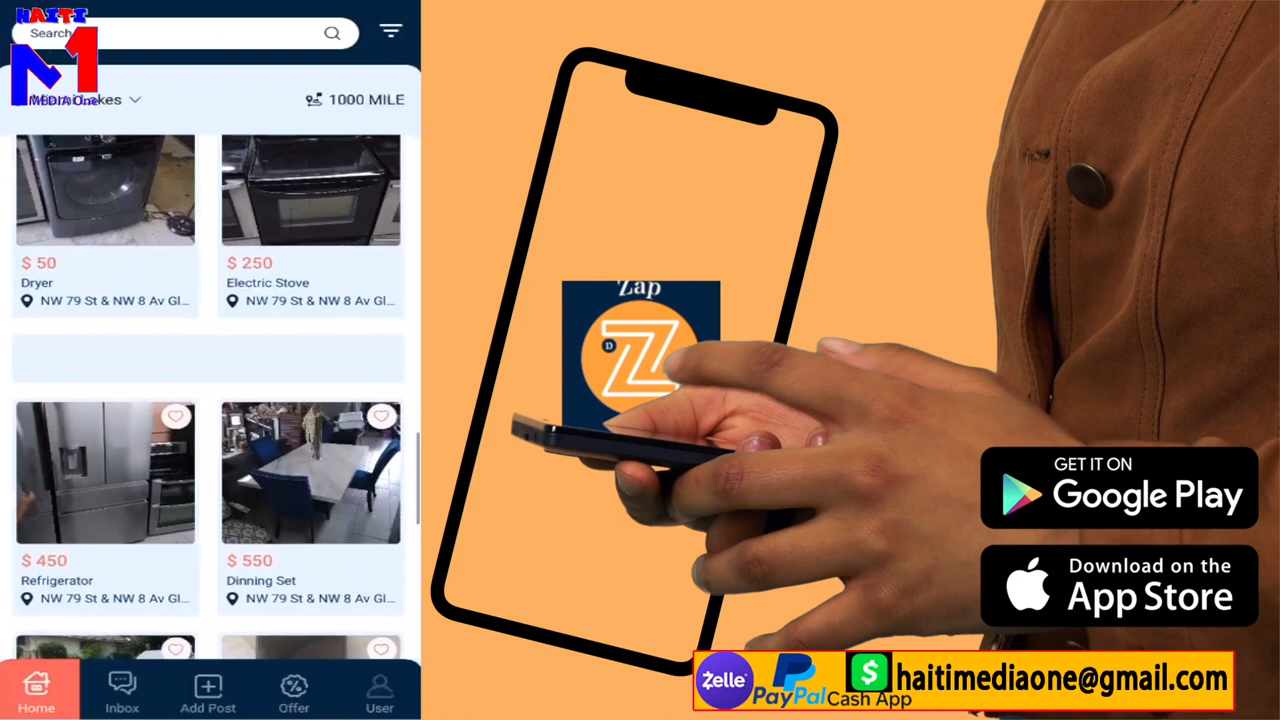 HAITI
Search
MEDIA One
Miami Lakes
1000 MILE
$ 50
Dryer
NW 79 St & NW 8 Av Gl...
$ 250
Electric Stove
NW 79 St & NW 8 Av Gl...
$ 450
Refrigerator
NW 79 St & NW 8 Av Gl...
$ 550
Dinning Set
NW 79 St & NW 8 Av Gl...
Home
Inbox
Add Post
Offer
User
Zap
D
Z
GET IT ON
Google Play
Download on the
App Store
Zelle
PayPal
$
Cash App
haitimediaone@gmail.com